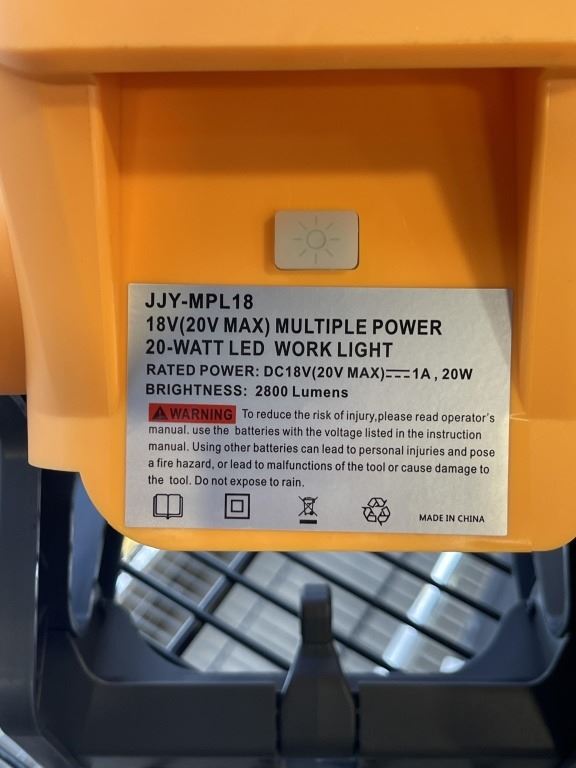 JJY-MPL18
18V(20V MAX) MULTIPLE POWER
20-WATT LED WORK LIGHT
RATED POWER: DC18V(20V MAX)⎓1A , 20W
BRIGHTNESS: 2800 Lumens
WARNING To reduce the risk of injury,please read operator's
manual. use the batteries with the voltage listed in the instruction
manual. Using other batteries can lead to personal injuries and pose
a fire hazard, or lead to malfunctions of the tool or cause damage to
the tool. Do not expose to rain.
MADE IN CHINA